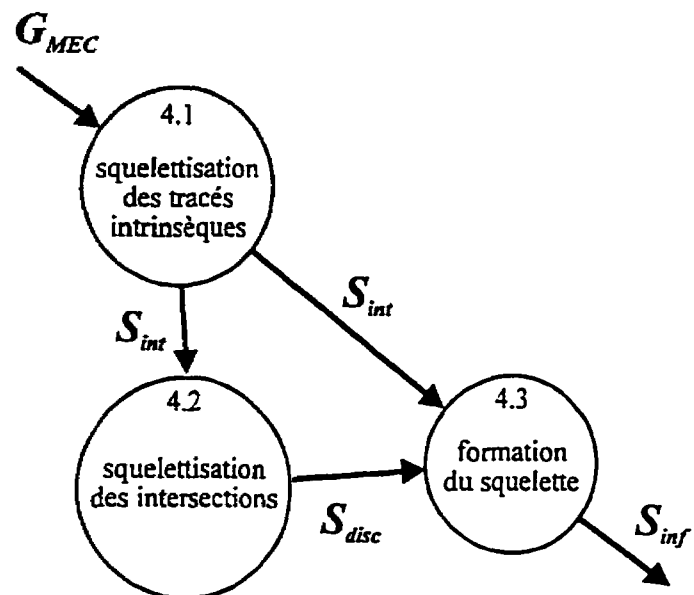 G_MEC
4.1
squelettisation
des tracés
intrinsèques
S_int
S_int
4.2
squelettisation
des intersections
4.3
formation
du squelette
S_disc
S_inf